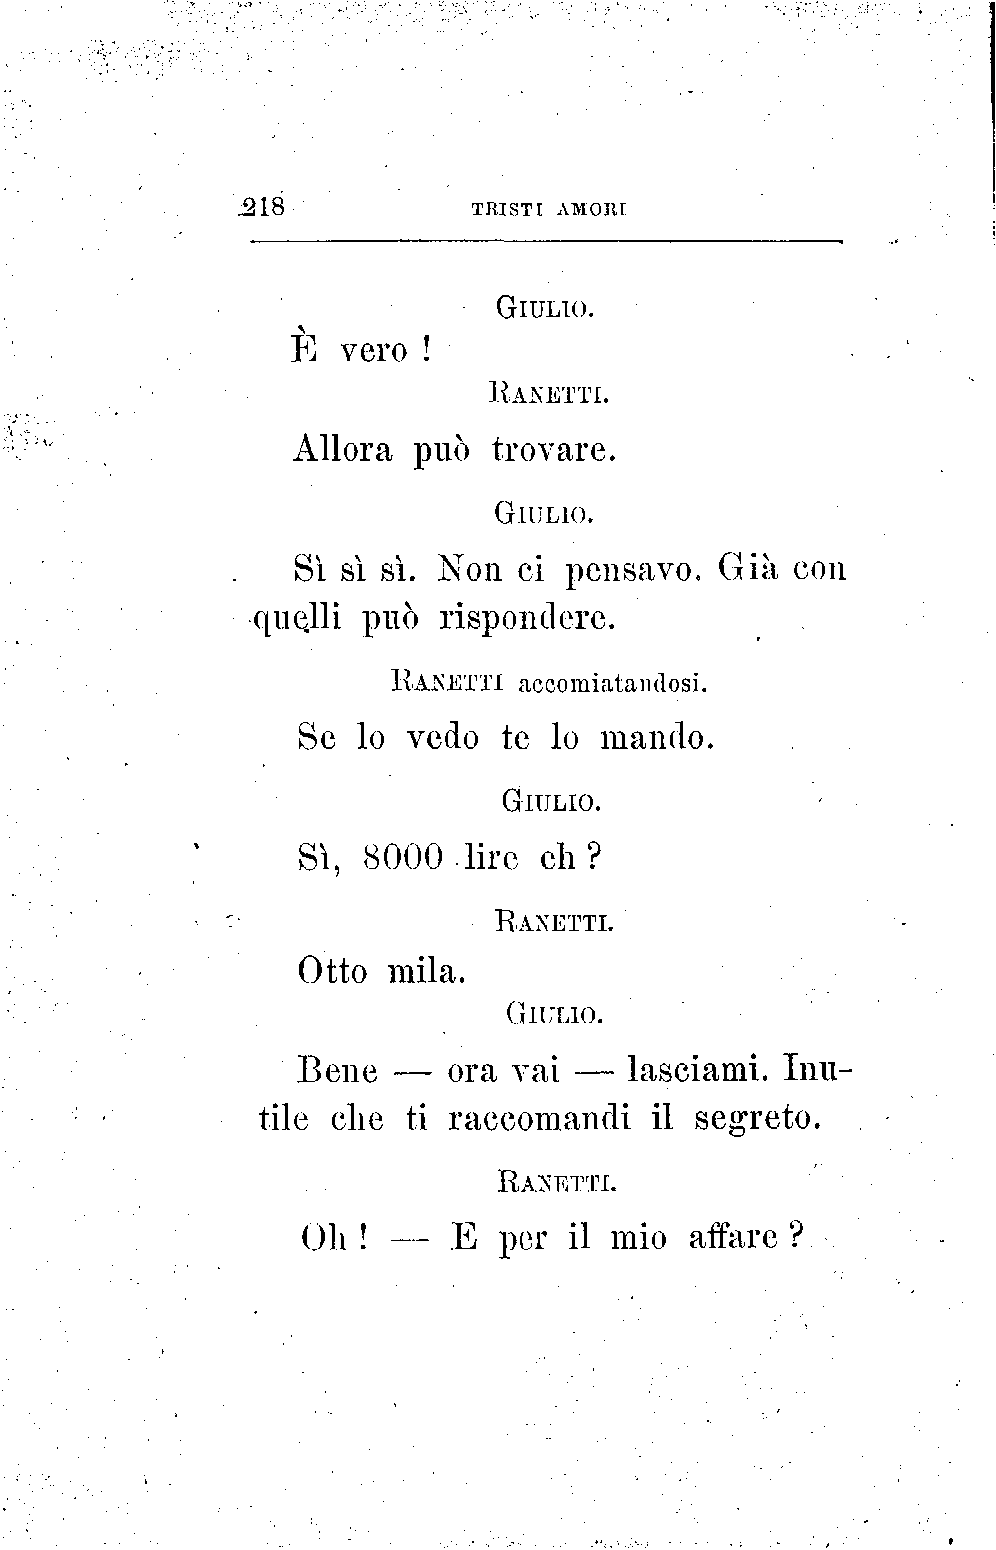 218 TRISTI AMORI
GIULIO.
È vero !
RANETTI.
Allora può trovare.
GIULIO.
Sì sì sì. Non ci pensavo. Già con
quelli può rispondere.
RANETTI accomiatandosi.
Se lo vedo te lo mando.
GIULIO.
Sì, 8000 lire eh ?
RANETTI.
Otto mila.
GIULIO.
Bene — ora vai — lasciami. Inu-
tile che ti raccomandi il segreto.
RANETTI.
Oh ! — E per il mio affare ?